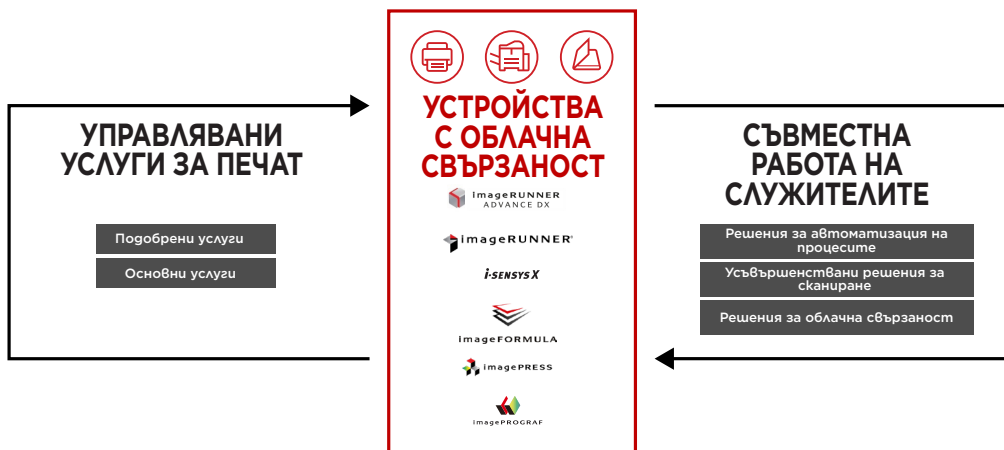 УПРАВЛЯВАНИ
УСЛУГИ ЗА ПЕЧАТ
Подобрени услуги
Основни услуги
УСТРОЙСТВА
С ОБЛАЧНА
СВЪРЗАНОСТ
imageRUNNER
ADVANCE DX
imageRUNNER®
i-SENSYS X
imageFORMULA
imagePRESS
imagePROGRAF
СЪВМЕСТНА
РАБОТА НА
СЛУЖИТЕЛИТЕ
Решения за автоматизация на
процесите
Усъвършенствани решения за
сканиране
Решения за облачна свързаност